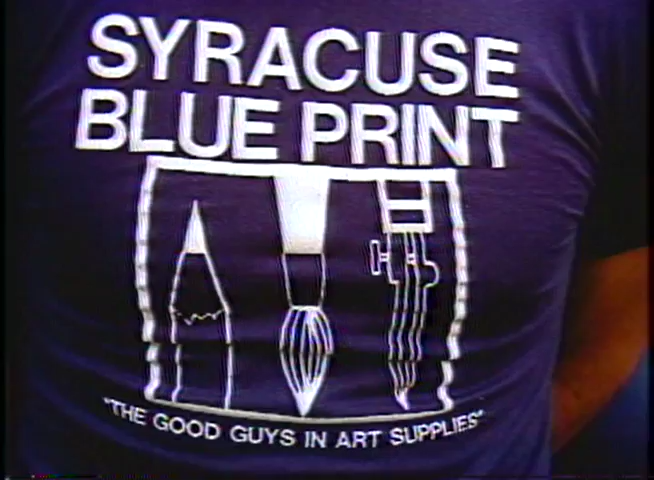 SYRACUSE
BLUE PRINT
"THE GOOD GUYS IN ART SUPPLIES"